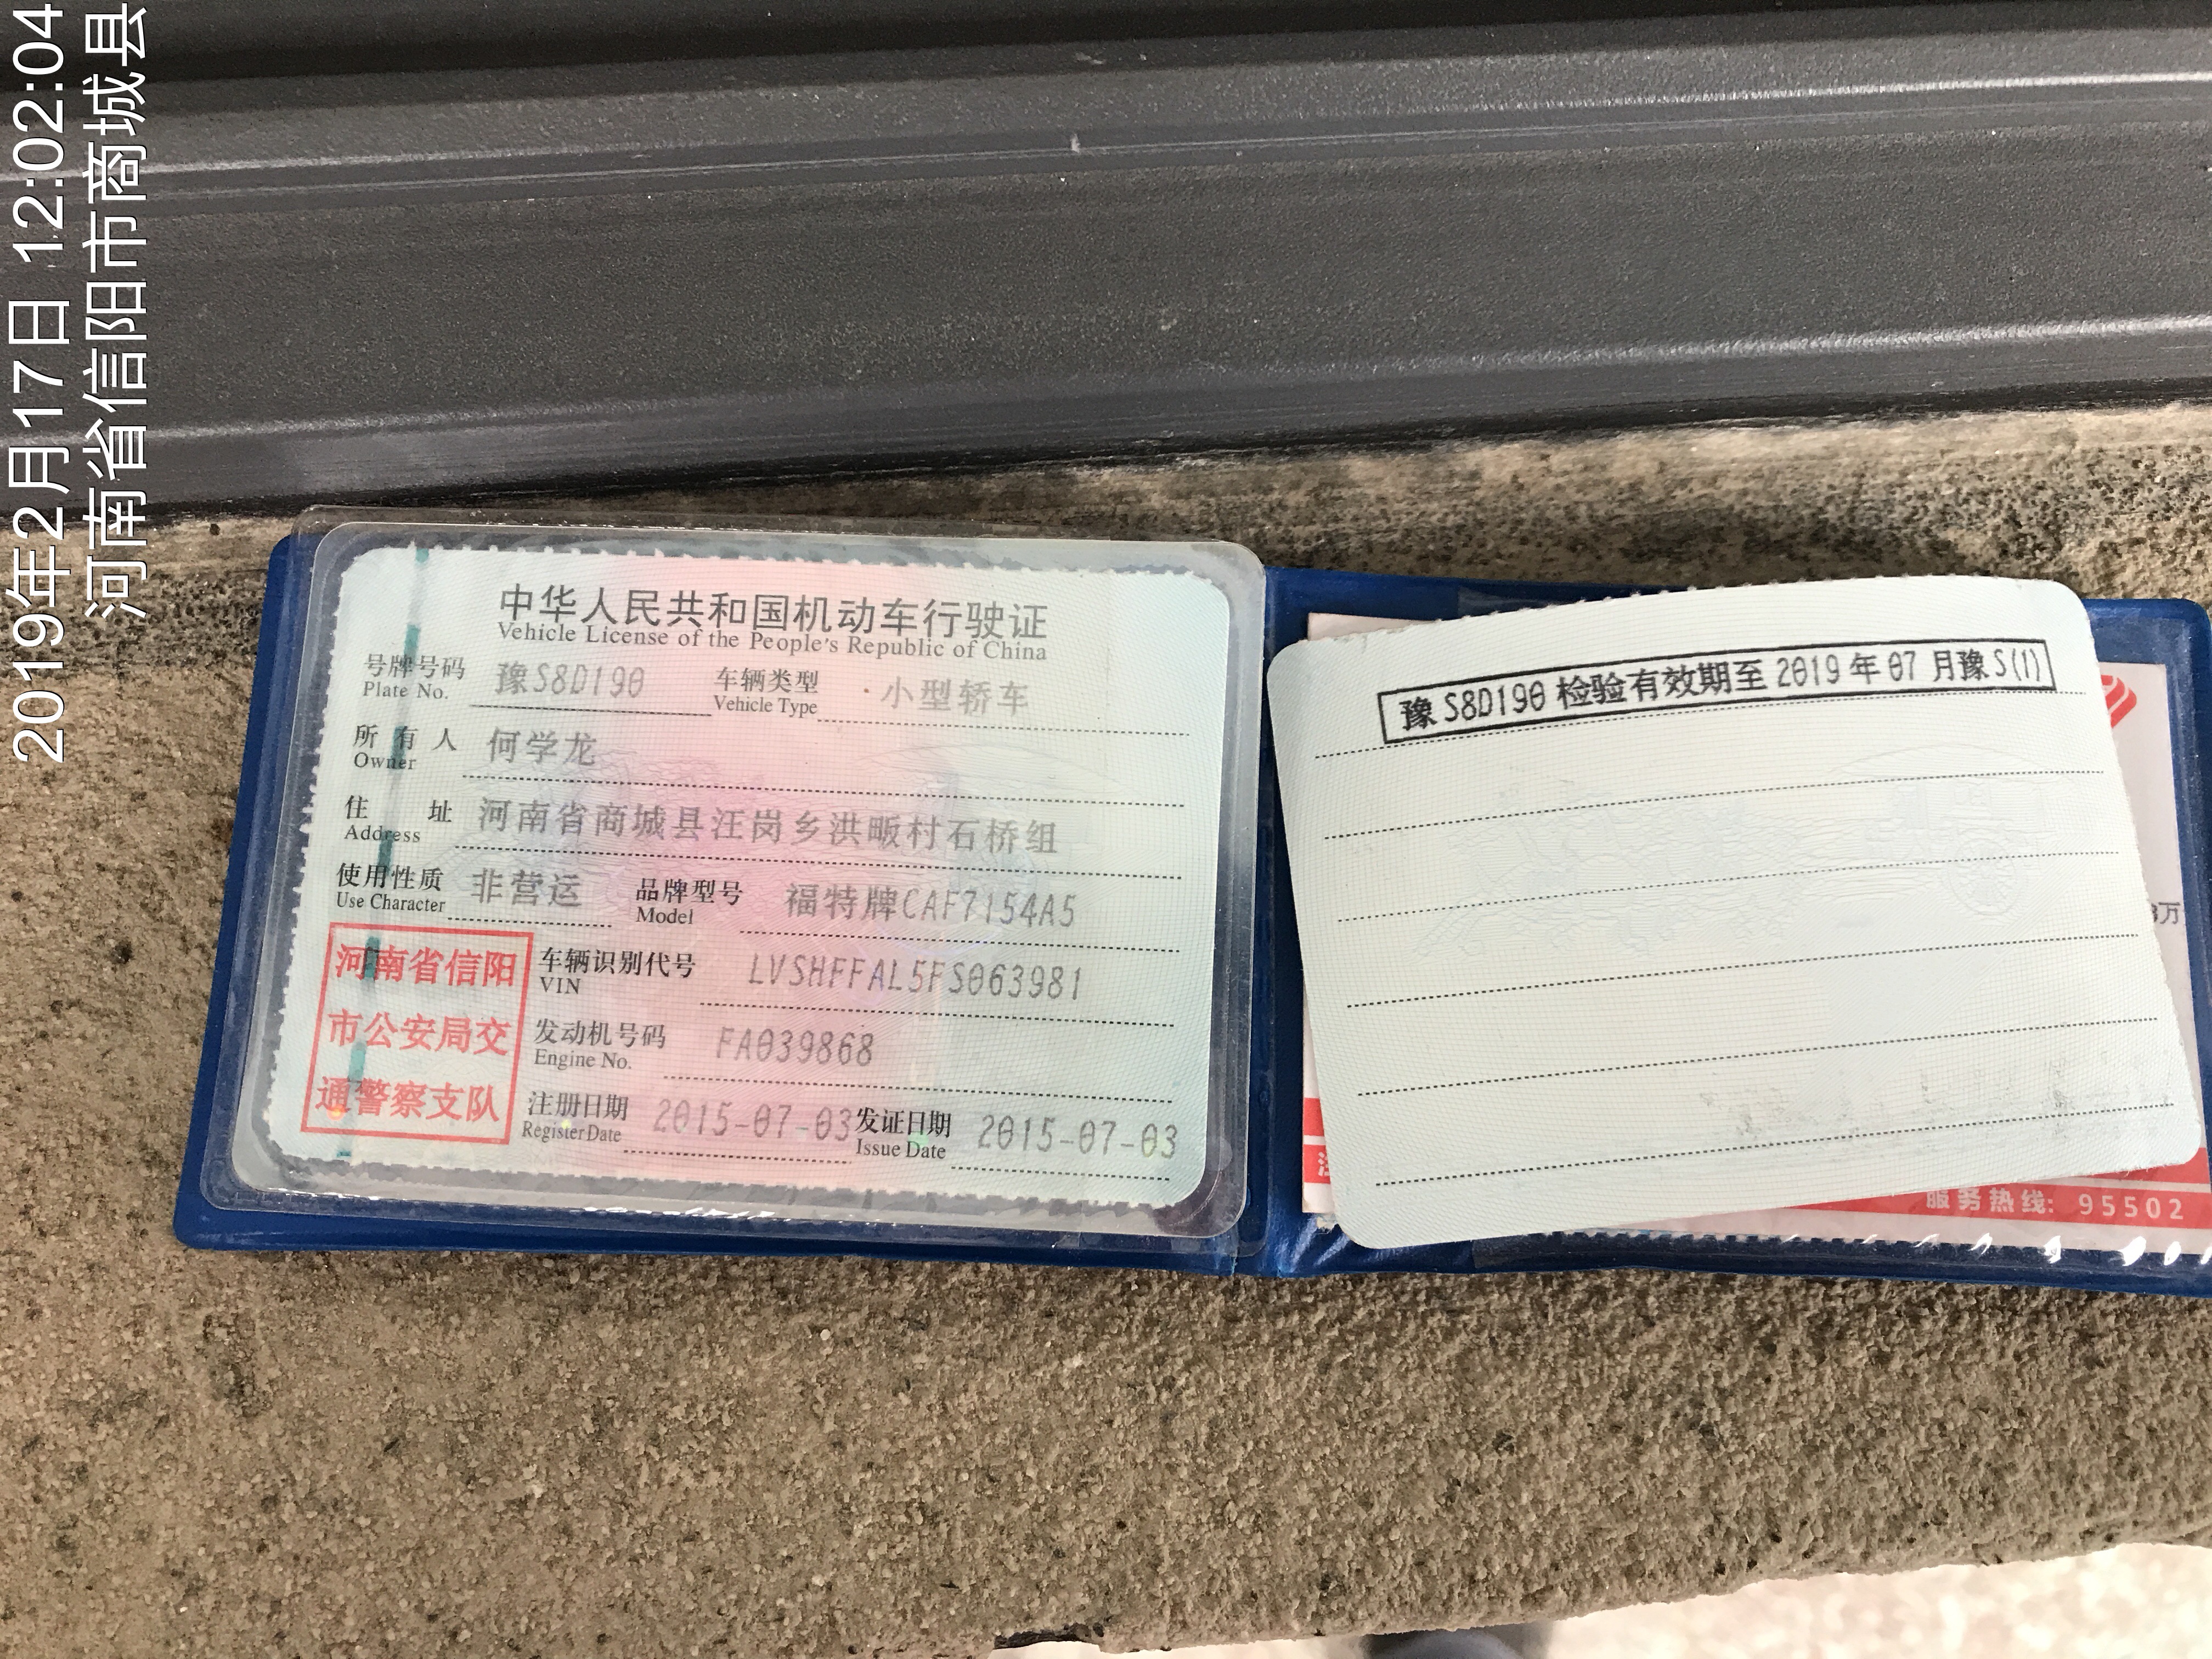 2019年2月17日 12:02:04
河南省信阳市商城县
中华人民共和国机动车行驶证
Vehicle License of the People's Republic of China
号牌号码 豫S8D190 车辆类型 小型轿车
Plate No. Vehicle Type
所有人 何学龙
Owner
住址 河南省商城县汪岗乡洪畈村石桥组
Address
使用性质 非营运 品牌型号 福特牌CAF7154A5
Use Character Model
河南省信阳
市公安局交
通警察支队
车辆识别代号 LVSHFFAL5FS063981
VIN
发动机号码 FA039868
Engine No.
注册日期 2015-07-03 发证日期 2015-07-03
Register Date Issue Date
豫S8D190 检验有效期至 2019年07月豫S(1)
万
服务热线: 95502